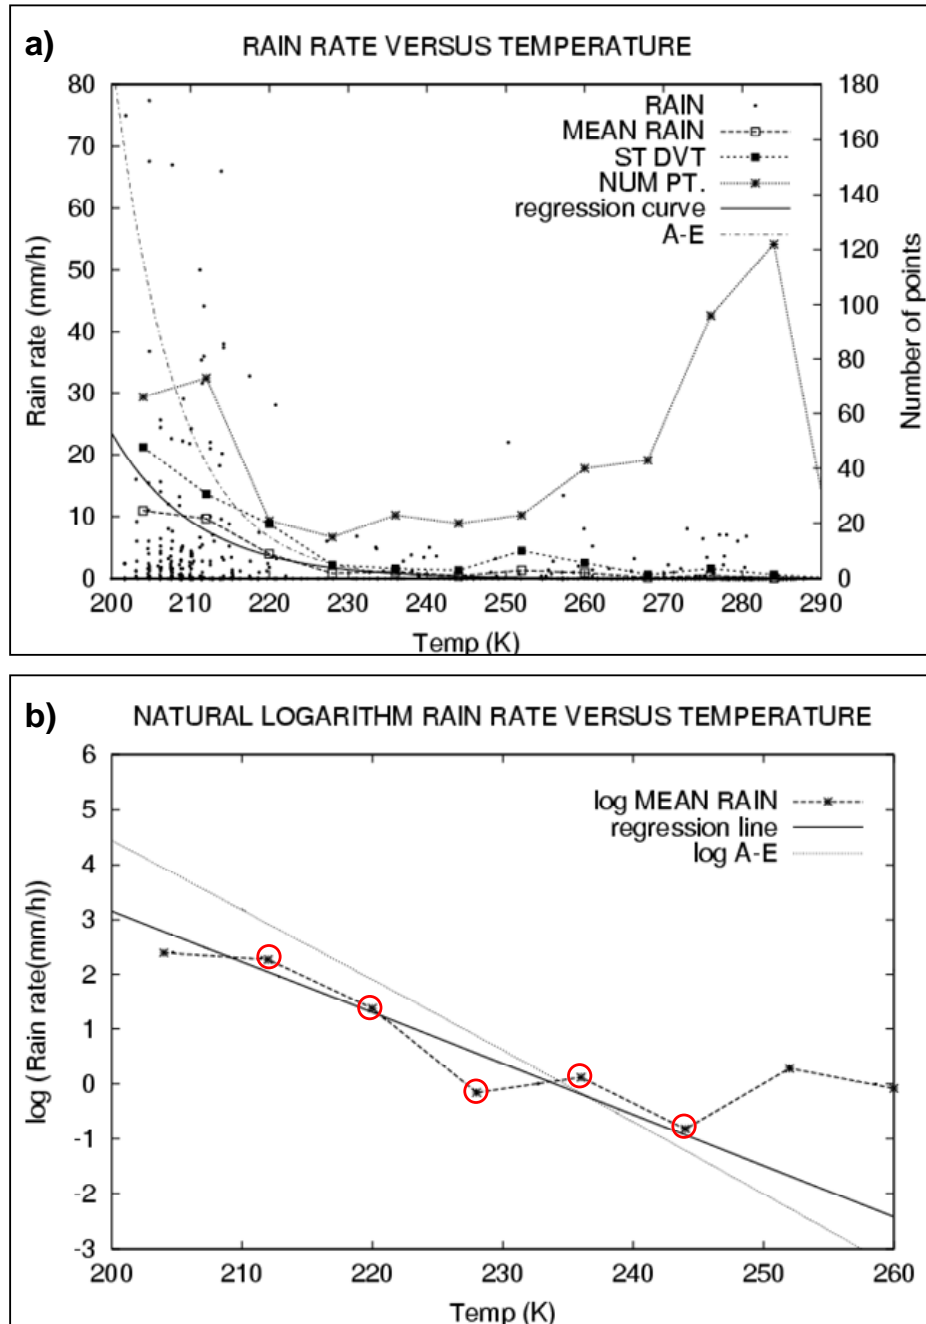 a)
RAIN RATE VERSUS TEMPERATURE
80
70
60
50
40
30
20
10
0
Rain rate (mm/h)
RAIN
MEAN RAIN
ST DVT
NUM PT.
regression curve
A-E
180
160
140
120
100
80
60
40
20
0
Number of points
200 210 220 230 240 250 260 270 280 290
Temp (K)
b)
NATURAL LOGARITHM RAIN RATE VERSUS TEMPERATURE
6
5
4
3
2
1
0
-1
-2
-3
log (Rain rate(mm/h))
log MEAN RAIN
regression line
log A-E
200 210 220 230 240 250 260
Temp (K)